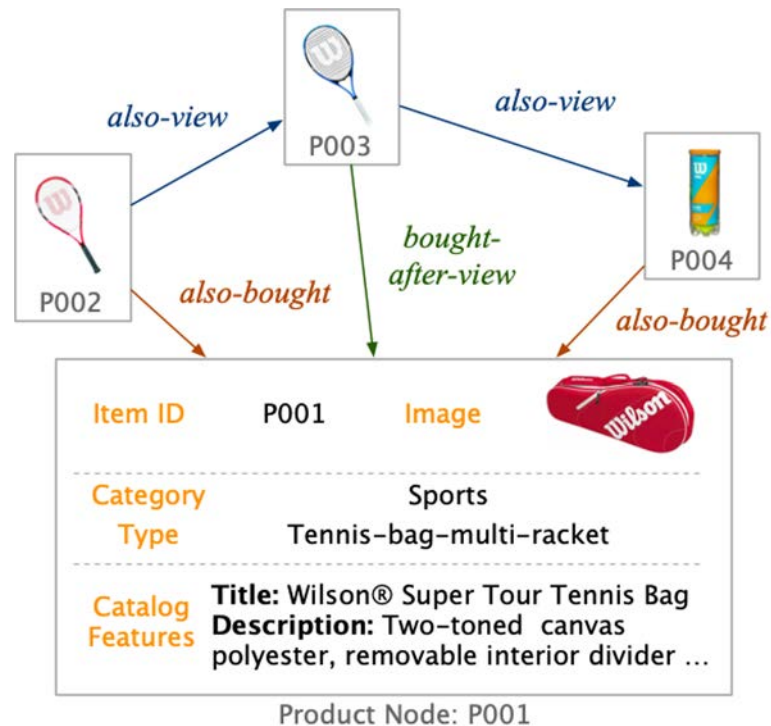 P003
also-view
also-view
P002
bought-
after-view
P004
also-bought
also-bought
Item ID
P001
Image
Wilson
Category
Sports
Type
Tennis-bag-multi-racket
Catalog
Features
Title: Wilson® Super Tour Tennis Bag
Description: Two-toned canvas
polyester, removable interior divider ...
Product Node: P001